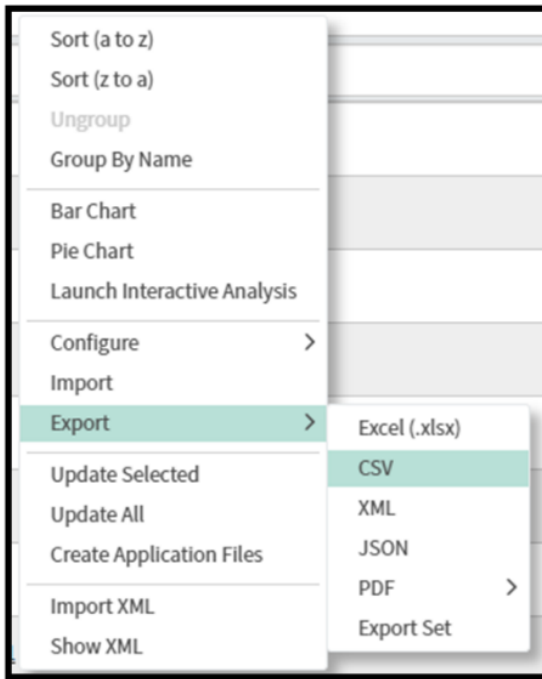 Sort (a to z)
Sort (z to a)
Ungroup
Group By Name
Bar Chart
Pie Chart
Launch Interactive Analysis
Configure
Import
Export
Update Selected
Update All
Create Application Files
Import XML
Show XML
Excel (.xlsx)
CSV
XML
JSON
PDF
Export Set